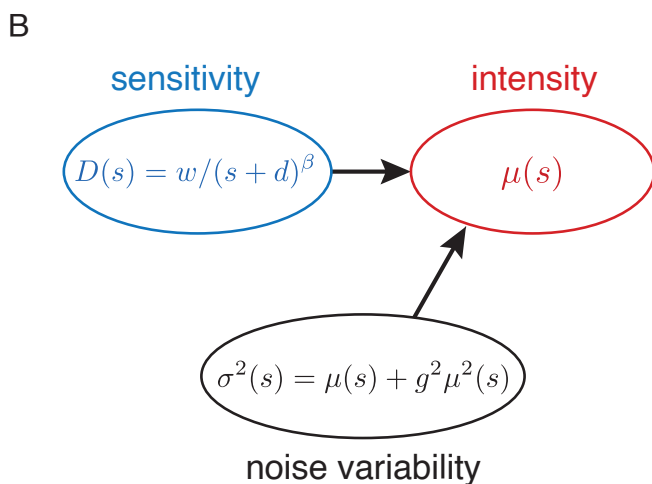 B
sensitivity
intensity
D(s) = w/(s + d)^β
μ(s)
σ²(s) = μ(s) + g²μ²(s)
noise variability